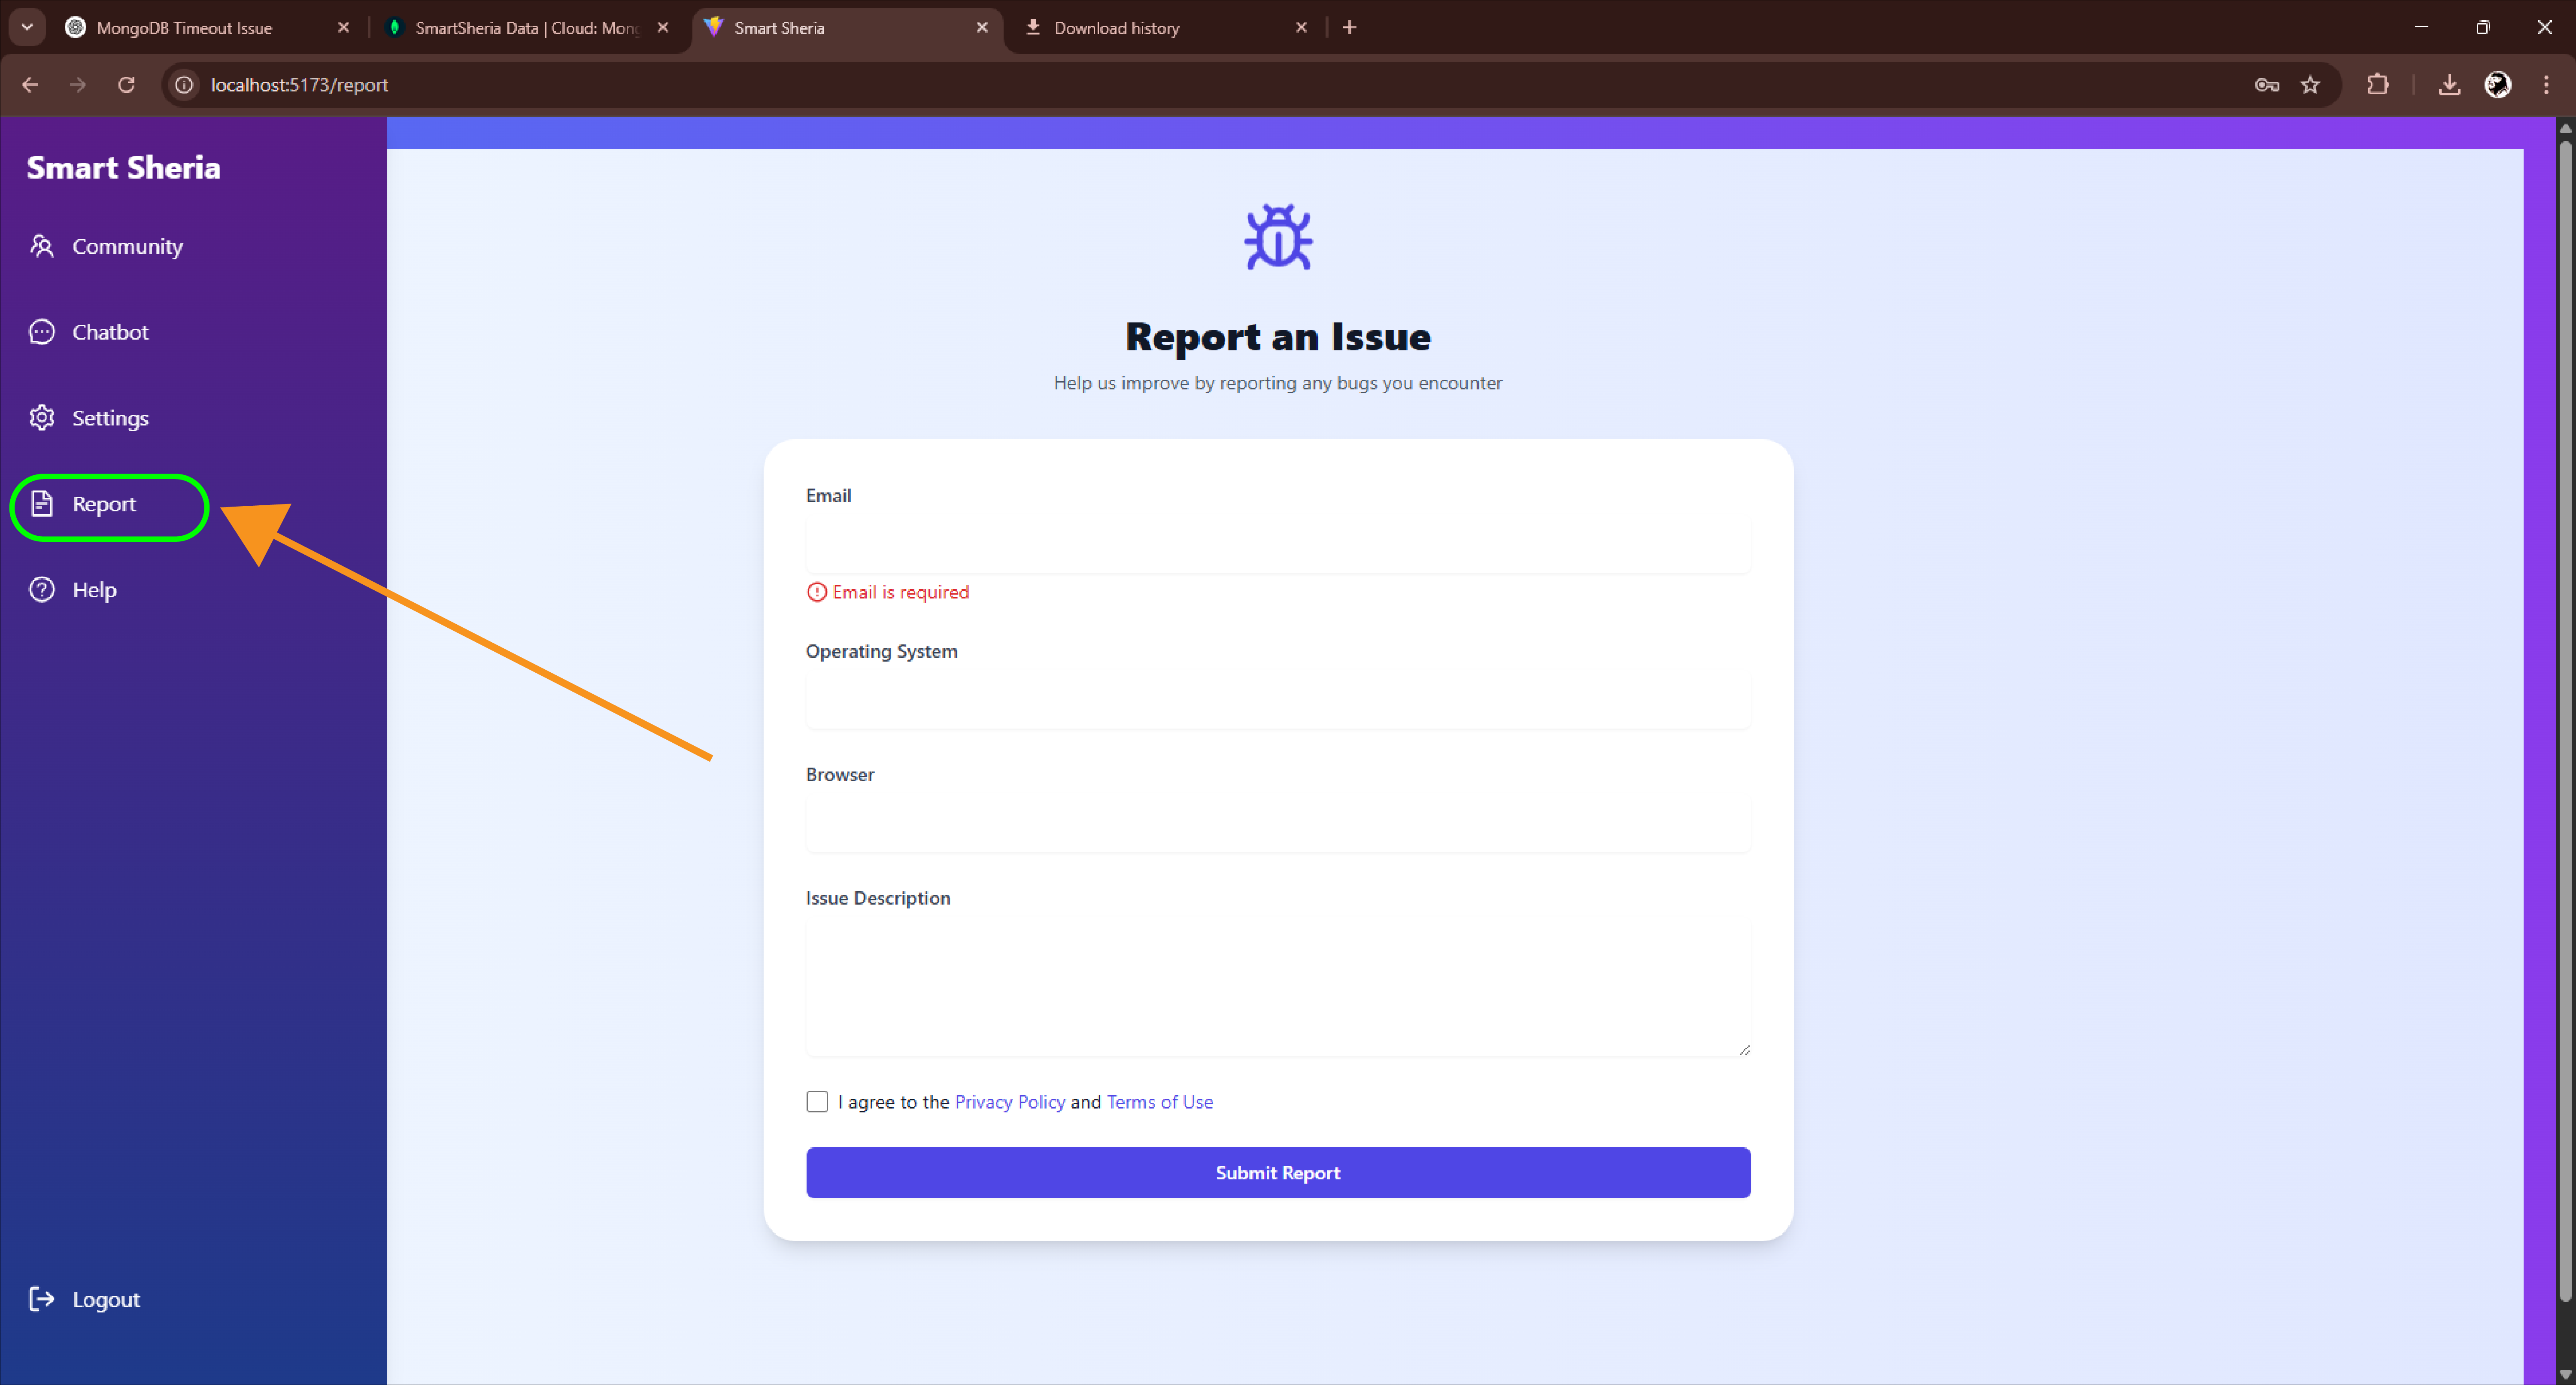 MongoDB Timeout Issue
SmartSheria Data | Cloud: Mon
Smart Sheria
Download history
localhost:5173/report
Smart Sheria
Community
Chatbot
Settings
Report
Help
Logout
Report an Issue
Help us improve by reporting any bugs you encounter
Email
Email is required
Operating System
Browser
Issue Description
I agree to the Privacy Policy and Terms of Use
Submit Report